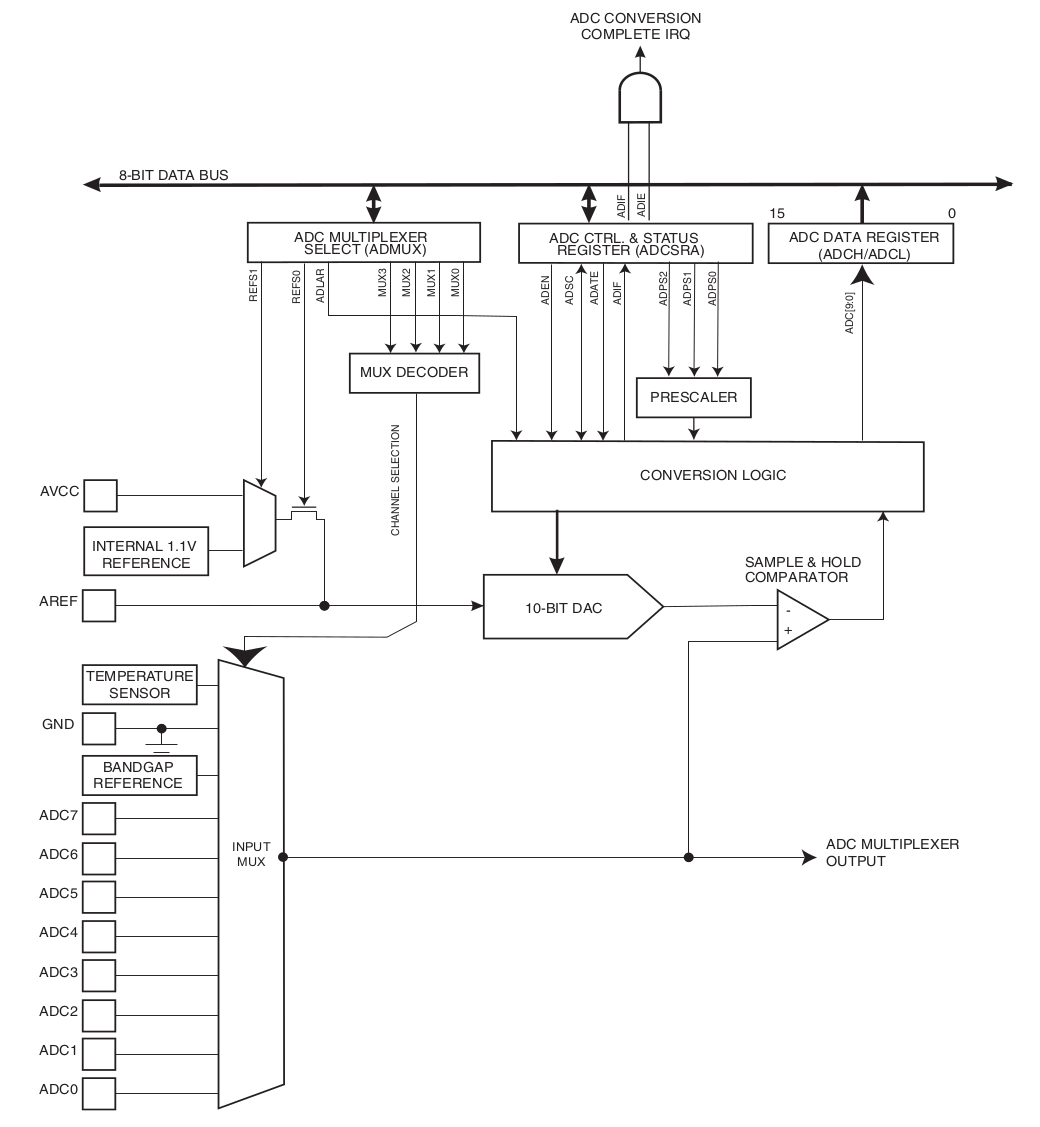 ADC CONVERSION
COMPLETE IRQ
8-BIT DATA BUS
ADIF
ADIE
15
0
ADC MULTIPLEXER
SELECT (ADMUX)
ADC CTRL. & STATUS
REGISTER (ADCSRA)
ADC DATA REGISTER
(ADCH/ADCL)
REFS1
REFS0
ADLAR
MUX3
MUX2
MUX1
MUX0
ADEN
ADSC
ADATE
ADIF
ADPS2
ADPS1
ADPS0
ADC[9:0]
MUX DECODER
PRESCALER
CHANNEL SELECTION
CONVERSION LOGIC
AVCC
INTERNAL 1.1V
REFERENCE
SAMPLE & HOLD
COMPARATOR
AREF
10-BIT DAC
-
+
TEMPERATURE
SENSOR
GND
BANDGAP
REFERENCE
ADC7
ADC6
INPUT
MUX
ADC MULTIPLEXER
OUTPUT
ADC5
ADC4
ADC3
ADC2
ADC1
ADC0